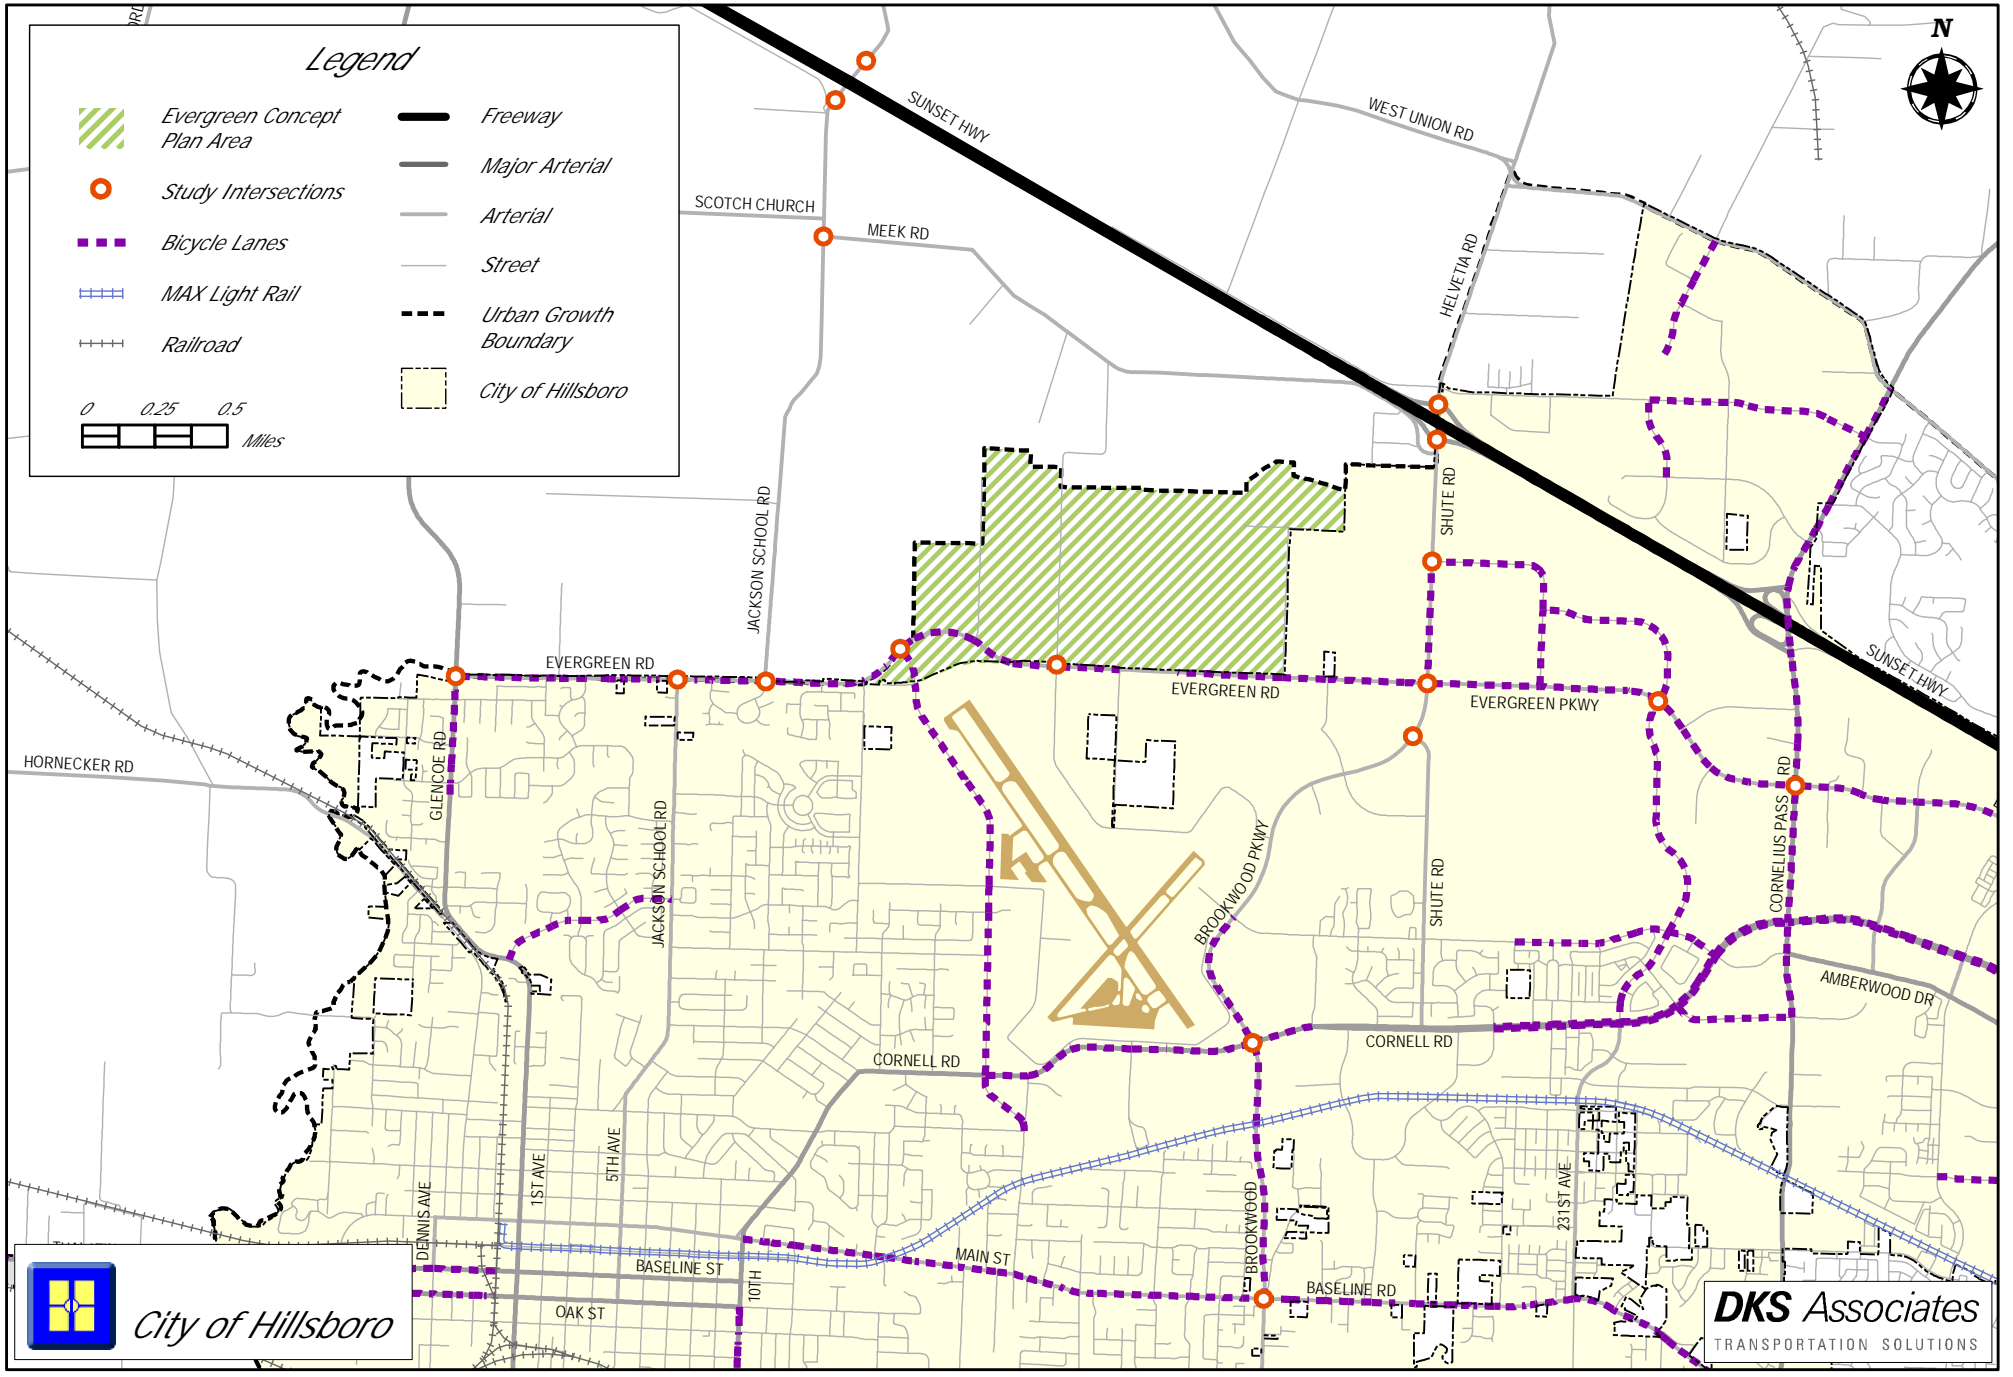 Legend
Evergreen Concept
Plan Area
Study Intersections
Bicycle Lanes
MAX Light Rail
Railroad
Freeway
Major Arterial
Arterial
Street
Urban Growth
Boundary
City of Hillsboro
0 0.25 0.5
Miles
N
SUNSET HWY
WEST UNION RD
SCOTCH CHURCH
MEEK RD
HELVETIA RD
SHUTE RD
JACKSON SCHOOL RD
EVERGREEN RD
EVERGREEN RD
EVERGREEN PKWY
SUNSET HWY
HORNECKER RD
GLENCOE RD
JACKSON SCHOOL RD
BROOKWOOD PKWY
SHUTE RD
CORNELIUS PASS RD
AMBERWOOD DR
CORNELL RD
CORNELL RD
DENNIS AVE
1ST AVE
5TH AVE
10TH
MAIN ST
BASELINE ST
OAK ST
BROOKWOOD
BASELINE RD
231ST AVE
City of Hillsboro
DKS Associates
TRANSPORTATION SOLUTIONS